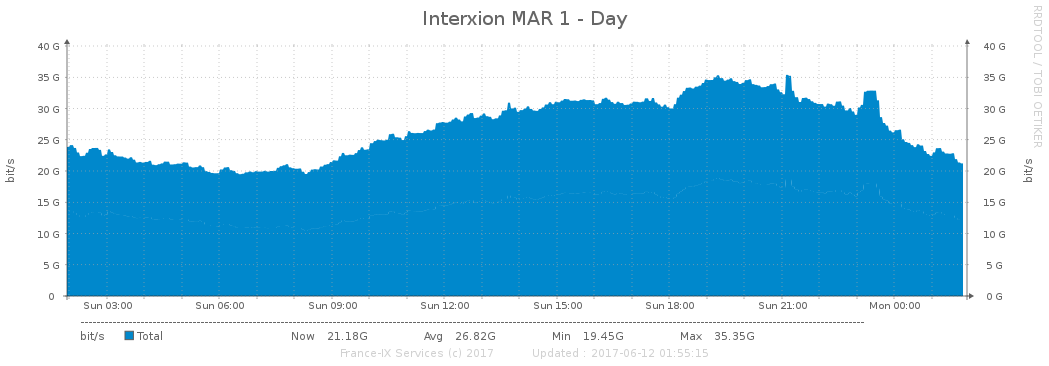 Interxion MAR 1 - Day
RRDTOOL / TOBI OETIKER
bit/s
40 G 40 G
35 G 35 G
30 G 30 G
25 G 25 G
20 G 20 G
15 G 15 G
10 G 10 G
5 G 5 G
0 0 G
bit/s
Sun 03:00 Sun 06:00 Sun 09:00 Sun 12:00 Sun 15:00 Sun 18:00 Sun 21:00 Mon 00:00
bit/s Total Now 21.18G Avg 26.82G Min 19.45G Max 35.35G
France-IX Services (c) 2017 Updated : 2017-06-12 01:55:15